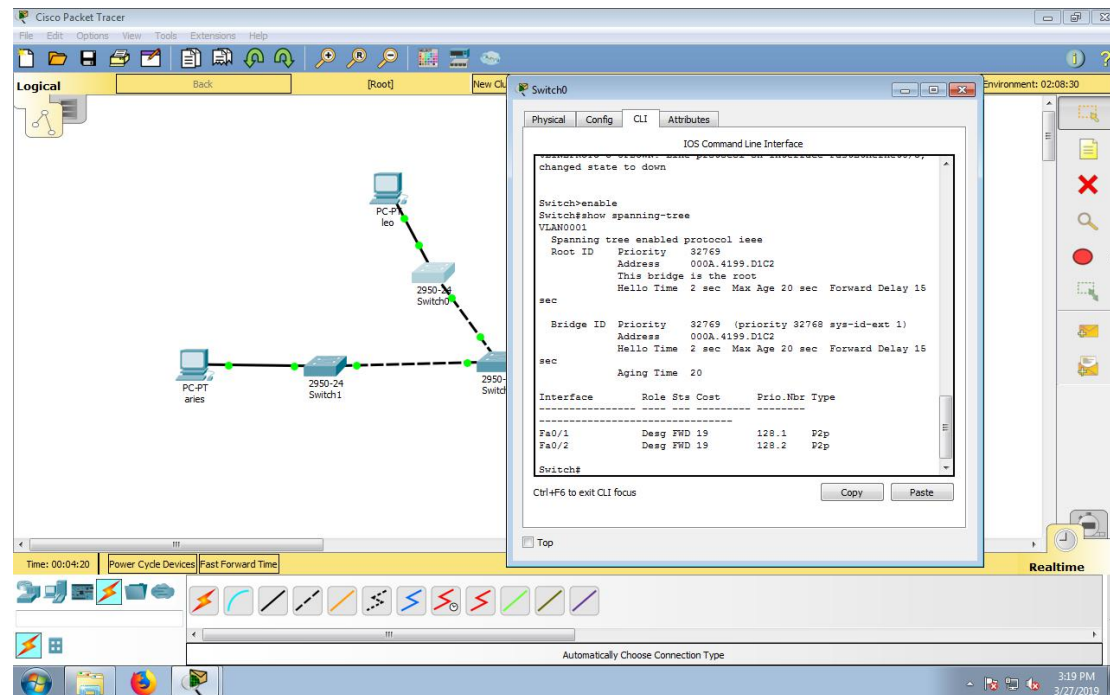 Cisco Packet Tracer
File Edit Options View Tools Extensions Help
Logical
Back
[Root]
New Clu
Environment: 02:08:30
PC-PT
leo
2950-24
Switch0
PC-PT
aries
2950-24
Switch1
2950-
Switch
Switch0
Physical Config CLI Attributes
IOS Command Line Interface
changed state to down
Switch>enable
Switch#show spanning-tree
VLAN0001
Spanning tree enabled protocol ieee
Root ID Priority 32769
Address 000A.4199.D1C2
This bridge is the root
Hello Time 2 sec Max Age 20 sec Forward Delay 15
sec
Bridge ID Priority 32769 (priority 32768 sys-id-ext 1)
Address 000A.4199.D1C2
Hello Time 2 sec Max Age 20 sec Forward Delay 15
sec
Aging Time 20
Interface Role Sts Cost Prio.Nbr Type
---------------- ---- --- --------- -------- 
--------------------------------
Fa0/1 Desg FWD 19 128.1 P2p
Fa0/2 Desg FWD 19 128.2 P2p
Switch#
Ctrl+F6 to exit CLI focus
Copy
Paste
Top
Time: 00:04:20
Power Cycle Devices
Fast Forward Time
Realtime
Automatically Choose Connection Type
3:19 PM
3/27/2019